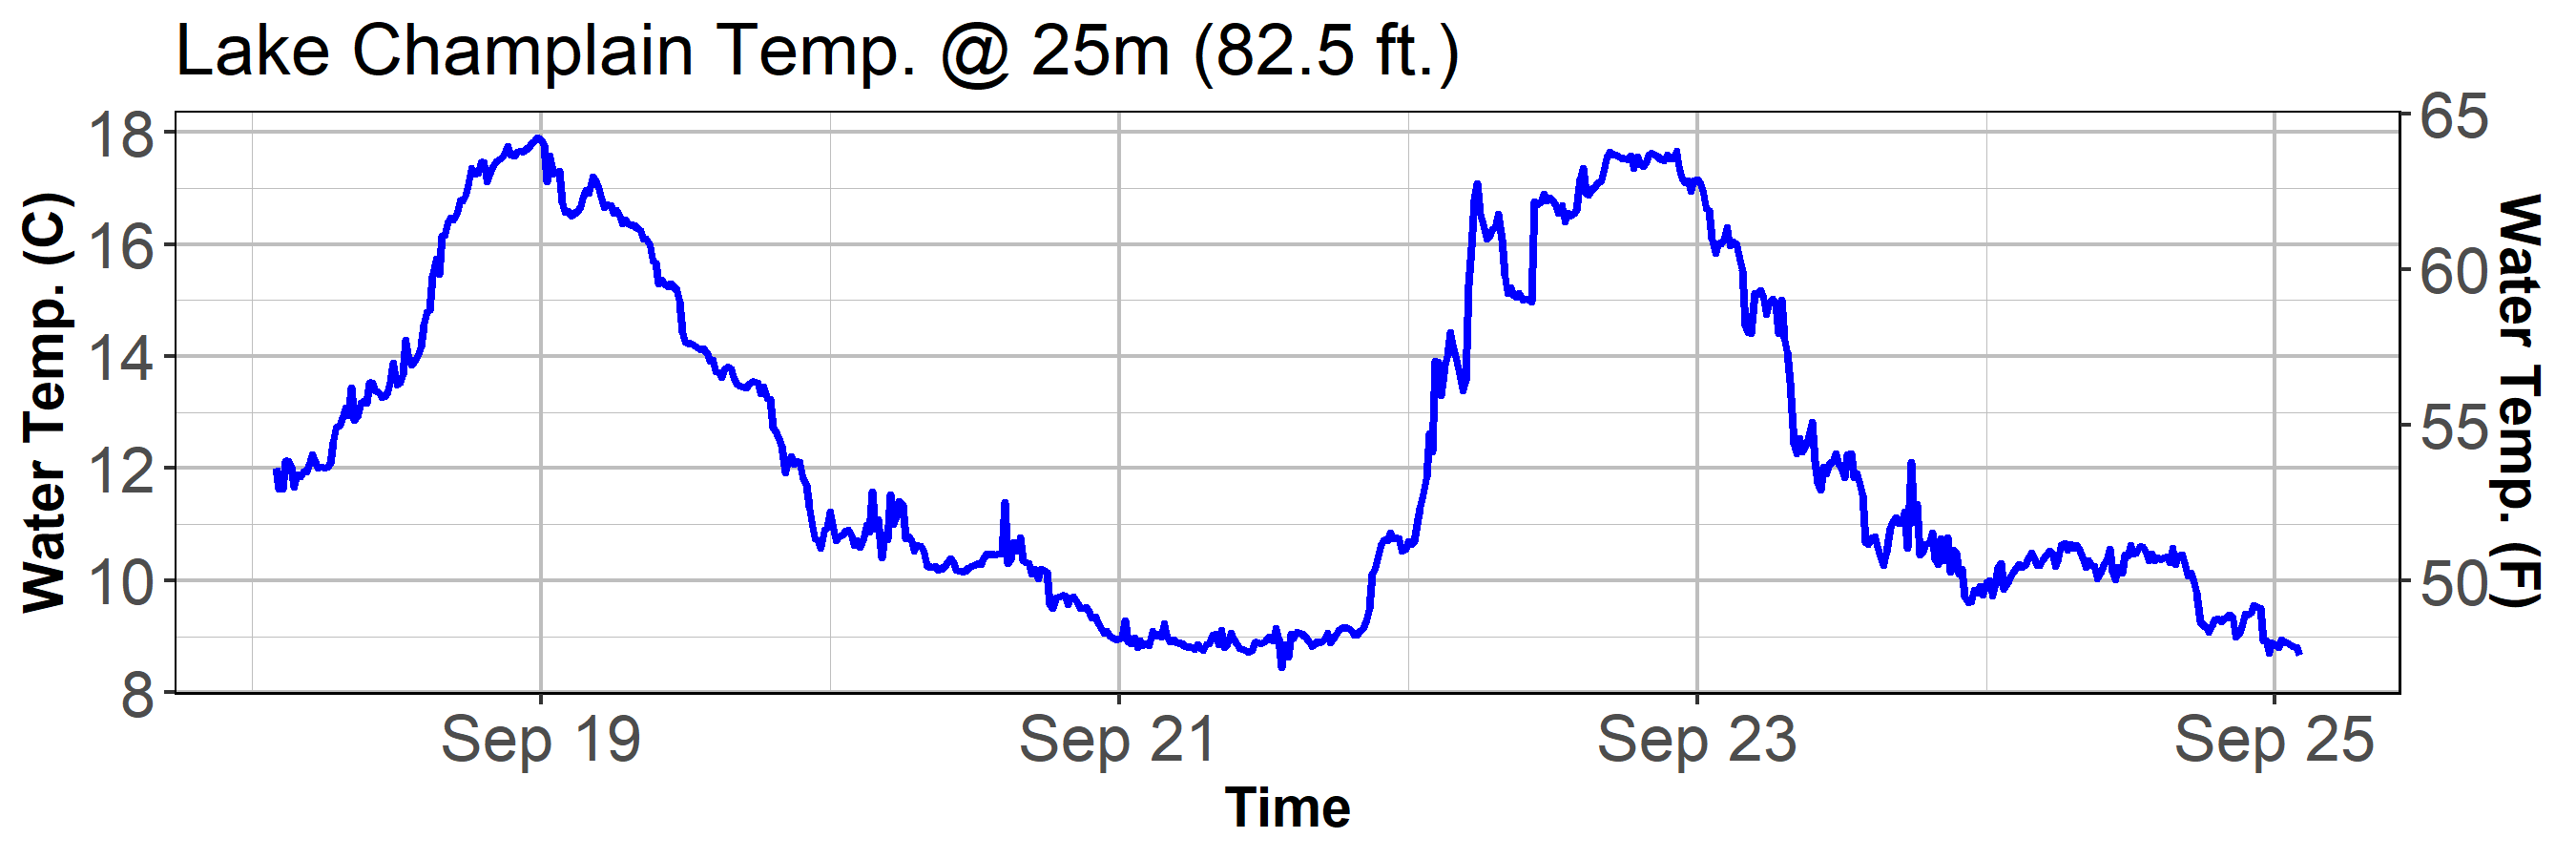 Lake Champlain Temp. @ 25m (82.5 ft.)
Water Temp. (C)
18
16
14
12
10
8
65
60
55
50
Water Temp. (F)
Sep 19
Sep 21
Sep 23
Sep 25
Time